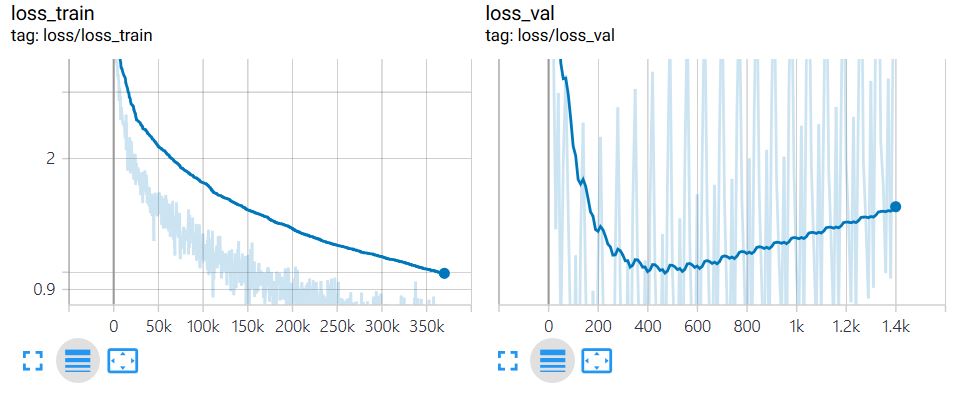 loss_train
tag: loss/loss_train
2
0.9
0 50k 100k 150k 200k 250k 300k 350k
loss_val
tag: loss/loss_val
0 200 400 600 800 1k 1.2k 1.4k